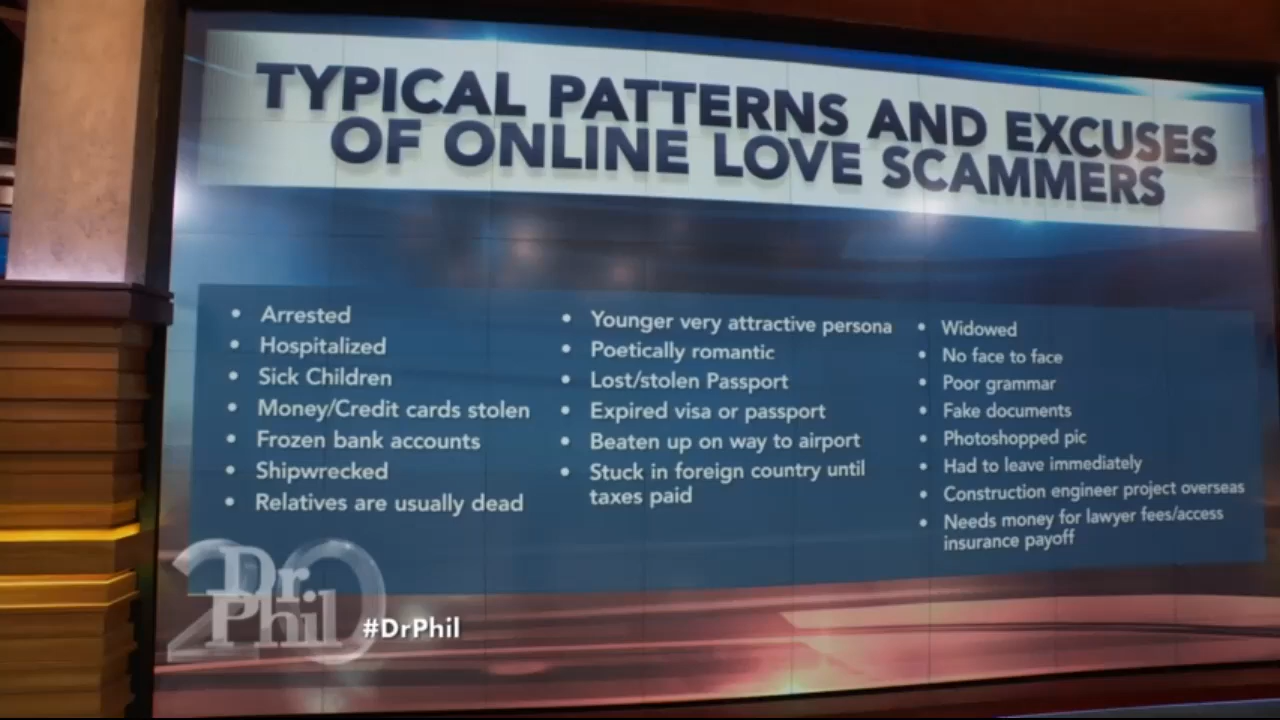 TYPICAL PATTERNS AND EXCUSES
OF ONLINE LOVE SCAMMERS
• Arrested
• Hospitalized
• Sick Children
• Money/Credit cards stolen
• Frozen bank accounts
• Shipwrecked
• Relatives are usually dead
• Younger very attractive persona
• Poetically romantic
• Lost/stolen Passport
• Expired visa or passport
• Beaten up on way to airport
• Stuck in foreign country until
taxes paid
• Widowed
• No face to face
• Poor grammar
• Fake documents
• Photoshopped pic
• Had to leave immediately
• Construction engineer project overseas
• Needs money for lawyer fees/access
insurance payoff
20
Dr.
Phil
#DrPhil